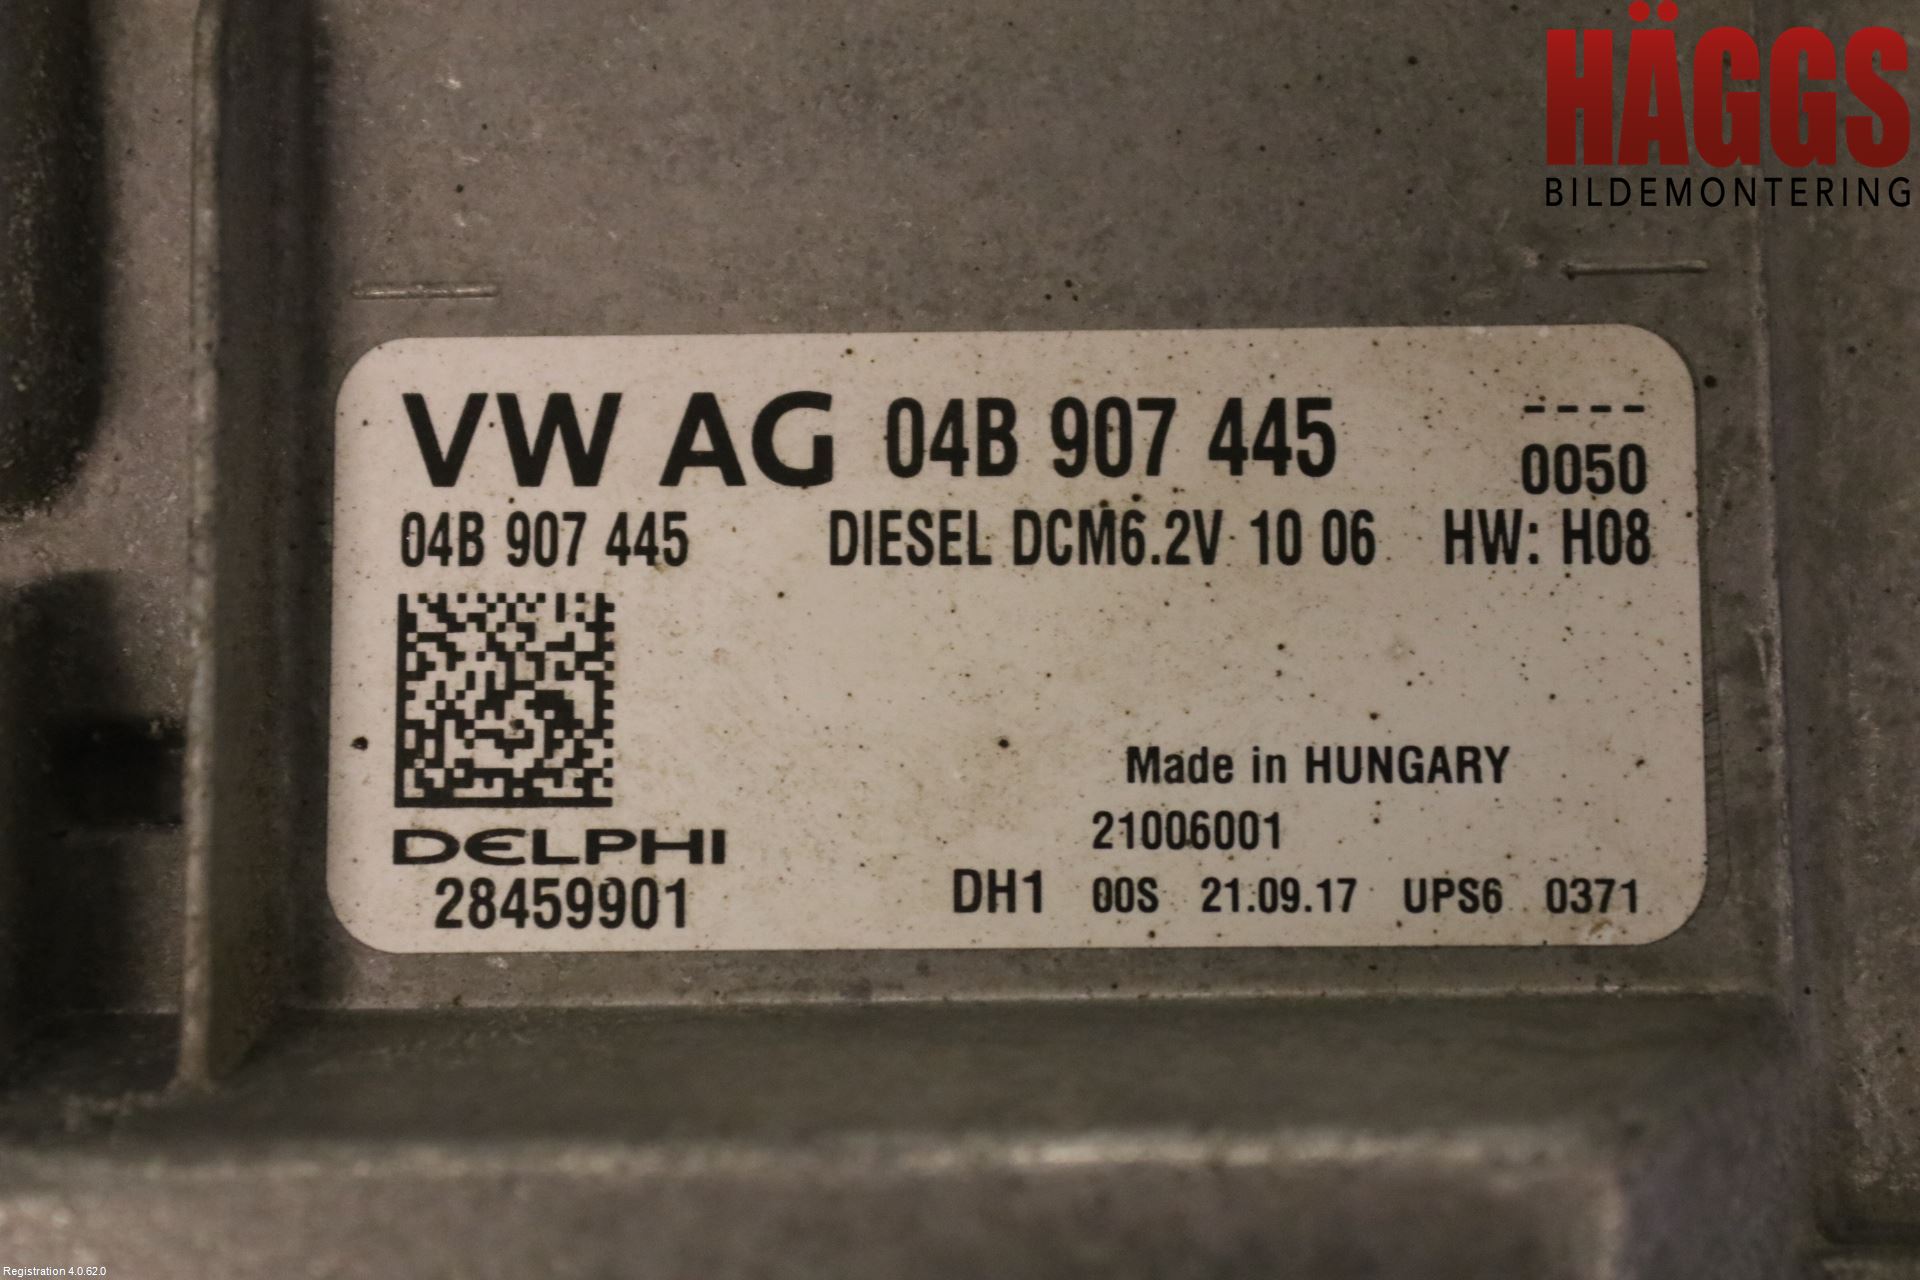 HÄGGS
BILDEMONTERING
VW AG 04B 907 445
----
0050
04B 907 445 DIESEL DCM6.2V 10 06 HW: H08
Made in HUNGARY
21006001
DELPHI
28459901
DH1 00S 21.09.17 UPS6 0371
Registration 4.0.62.0